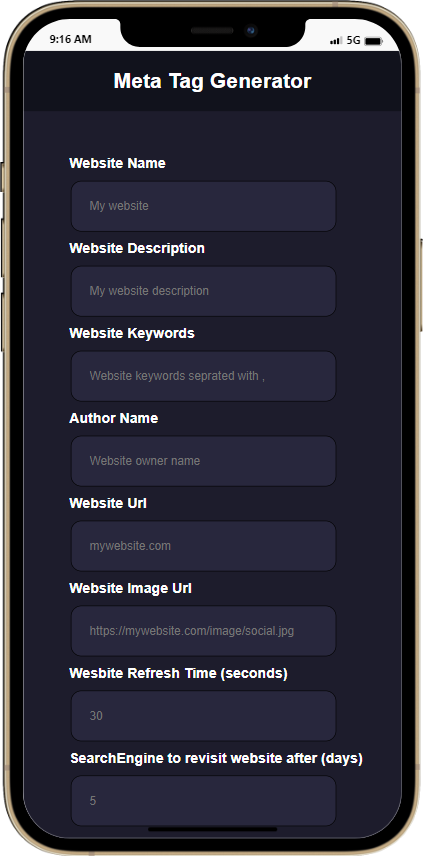 9:16 AM 5G
Meta Tag Generator
Website Name
My website
Website Description
My website description
Website Keywords
Website keywords seprated with ,
Author Name
Website owner name
Website Url
mywebsite.com
Website Image Url
https://mywebsite.com/image/social.jpg
Wesbite Refresh Time (seconds)
30
SearchEngine to revisit website after (days)
5